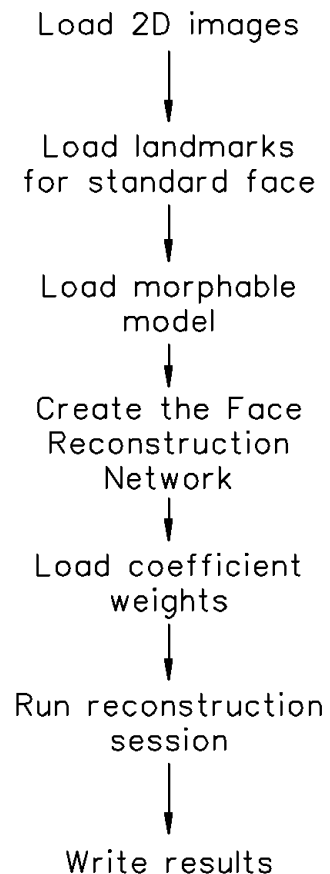 Load 2D images
Load landmarks
for standard face
Load morphable
model
Create the Face
Reconstruction
Network
Load coefficient
weights
Run reconstruction
session
Write results